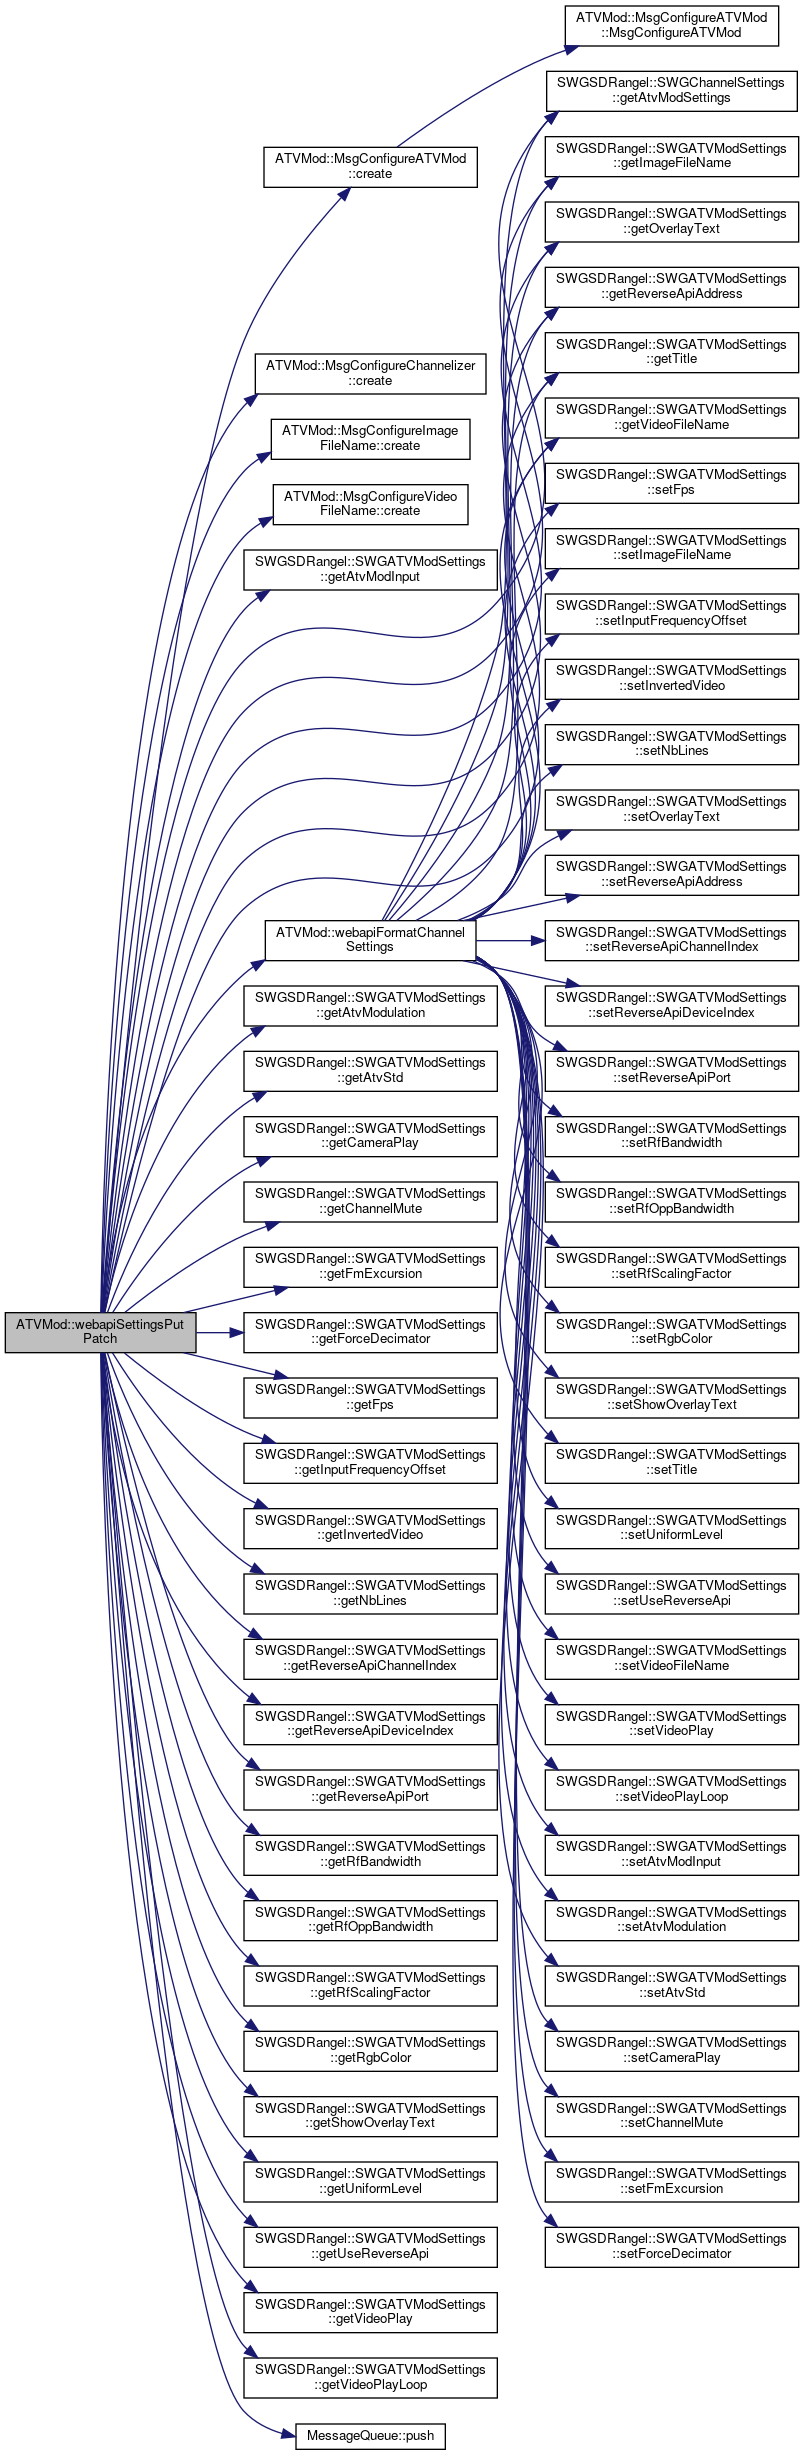 ATVMod::webapiSettingsPut
Patch
ATVMod::MsgConfigureATVMod
::create
ATVMod::MsgConfigureChannelizer
::create
ATVMod::MsgConfigureImage
FileName::create
ATVMod::MsgConfigureVideo
FileName::create
SWGSDRangel::SWGATVModSettings
::getAtvModInput
ATVMod::webapiFormatChannel
Settings
SWGSDRangel::SWGATVModSettings
::getAtvModulation
SWGSDRangel::SWGATVModSettings
::getAtvStd
SWGSDRangel::SWGATVModSettings
::getCameraPlay
SWGSDRangel::SWGATVModSettings
::getChannelMute
SWGSDRangel::SWGATVModSettings
::getFmExcursion
SWGSDRangel::SWGATVModSettings
::getForceDecimator
SWGSDRangel::SWGATVModSettings
::getFps
SWGSDRangel::SWGATVModSettings
::getInputFrequencyOffset
SWGSDRangel::SWGATVModSettings
::getInvertedVideo
SWGSDRangel::SWGATVModSettings
::getNbLines
SWGSDRangel::SWGATVModSettings
::getReverseApiChannelIndex
SWGSDRangel::SWGATVModSettings
::getReverseApiDeviceIndex
SWGSDRangel::SWGATVModSettings
::getReverseApiPort
SWGSDRangel::SWGATVModSettings
::getRfBandwidth
SWGSDRangel::SWGATVModSettings
::getRfOppBandwidth
SWGSDRangel::SWGATVModSettings
::getRfScalingFactor
SWGSDRangel::SWGATVModSettings
::getRgbColor
SWGSDRangel::SWGATVModSettings
::getShowOverlayText
SWGSDRangel::SWGATVModSettings
::getUniformLevel
SWGSDRangel::SWGATVModSettings
::getUseReverseApi
SWGSDRangel::SWGATVModSettings
::getVideoPlay
SWGSDRangel::SWGATVModSettings
::getVideoPlayLoop
MessageQueue::push
ATVMod::MsgConfigureATVMod
::MsgConfigureATVMod
SWGSDRangel::SWGChannelSettings
::getAtvModSettings
SWGSDRangel::SWGATVModSettings
::getImageFileName
SWGSDRangel::SWGATVModSettings
::getOverlayText
SWGSDRangel::SWGATVModSettings
::getReverseApiAddress
SWGSDRangel::SWGATVModSettings
::getTitle
SWGSDRangel::SWGATVModSettings
::getVideoFileName
SWGSDRangel::SWGATVModSettings
::setFps
SWGSDRangel::SWGATVModSettings
::setImageFileName
SWGSDRangel::SWGATVModSettings
::setInputFrequencyOffset
SWGSDRangel::SWGATVModSettings
::setInvertedVideo
SWGSDRangel::SWGATVModSettings
::setNbLines
SWGSDRangel::SWGATVModSettings
::setOverlayText
SWGSDRangel::SWGATVModSettings
::setReverseApiAddress
SWGSDRangel::SWGATVModSettings
::setReverseApiChannelIndex
SWGSDRangel::SWGATVModSettings
::setReverseApiDeviceIndex
SWGSDRangel::SWGATVModSettings
::setReverseApiPort
SWGSDRangel::SWGATVModSettings
::setRfBandwidth
SWGSDRangel::SWGATVModSettings
::setRfOppBandwidth
SWGSDRangel::SWGATVModSettings
::setRfScalingFactor
SWGSDRangel::SWGATVModSettings
::setRgbColor
SWGSDRangel::SWGATVModSettings
::setShowOverlayText
SWGSDRangel::SWGATVModSettings
::setTitle
SWGSDRangel::SWGATVModSettings
::setUniformLevel
SWGSDRangel::SWGATVModSettings
::setUseReverseApi
SWGSDRangel::SWGATVModSettings
::setVideoFileName
SWGSDRangel::SWGATVModSettings
::setVideoPlay
SWGSDRangel::SWGATVModSettings
::setVideoPlayLoop
SWGSDRangel::SWGATVModSettings
::setAtvModInput
SWGSDRangel::SWGATVModSettings
::setAtvModulation
SWGSDRangel::SWGATVModSettings
::setAtvStd
SWGSDRangel::SWGATVModSettings
::setCameraPlay
SWGSDRangel::SWGATVModSettings
::setChannelMute
SWGSDRangel::SWGATVModSettings
::setFmExcursion
SWGSDRangel::SWGATVModSettings
::setForceDecimator